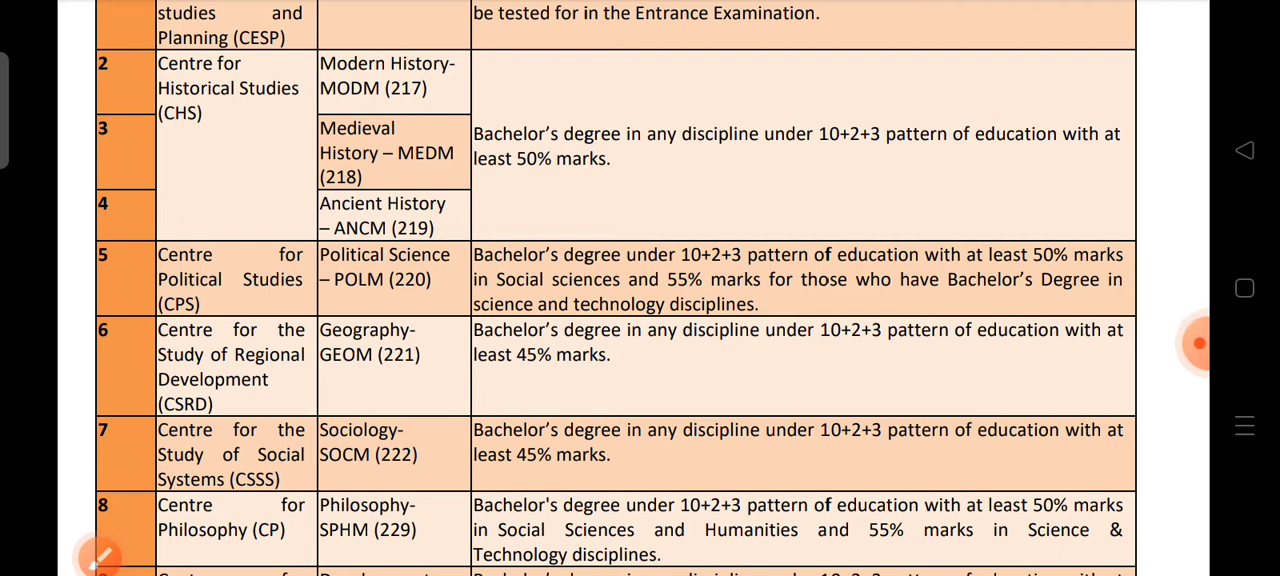 studies and
Planning (CESP)
be tested for in the Entrance Examination.
2
Centre for
Historical Studies
(CHS)
Modern History-
MODM (217)
Bachelor's degree in any discipline under 10+2+3 pattern of education with at
least 50% marks.
3
Medieval
History – MEDM
(218)
4
Ancient History
– ANCM (219)
5
Centre for
Political Studies
(CPS)
Political Science
– POLM (220)
Bachelor's degree under 10+2+3 pattern of education with at least 50% marks
in Social sciences and 55% marks for those who have Bachelor's Degree in
science and technology disciplines.
6
Centre for the
Study of Regional
Development
(CSRD)
Geography-
GEOM (221)
Bachelor's degree in any discipline under 10+2+3 pattern of education with at
least 45% marks.
7
Centre for the
Study of Social
Systems (CSSS)
Sociology-
SOCM (222)
Bachelor's degree in any discipline under 10+2+3 pattern of education with at
least 45% marks.
8
Centre for
Philosophy (CP)
Philosophy-
SPHM (229)
Bachelor's degree under 10+2+3 pattern of education with at least 50% marks
in Social Sciences and Humanities and 55% marks in Science &
Technology disciplines.